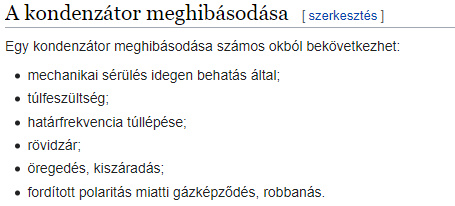 A kondenzátor meghibásodása [ szerkesztés ]
Egy kondenzátor meghibásodása számos okból bekövetkezhet:
• mechanikai sérülés idegen behatás által;
• túlfeszültség;
• határfrekvencia túllépése;
• rövidzár;
• öregedés, kiszáradás;
• fordított polaritás miatti gázképződés, robbanás.